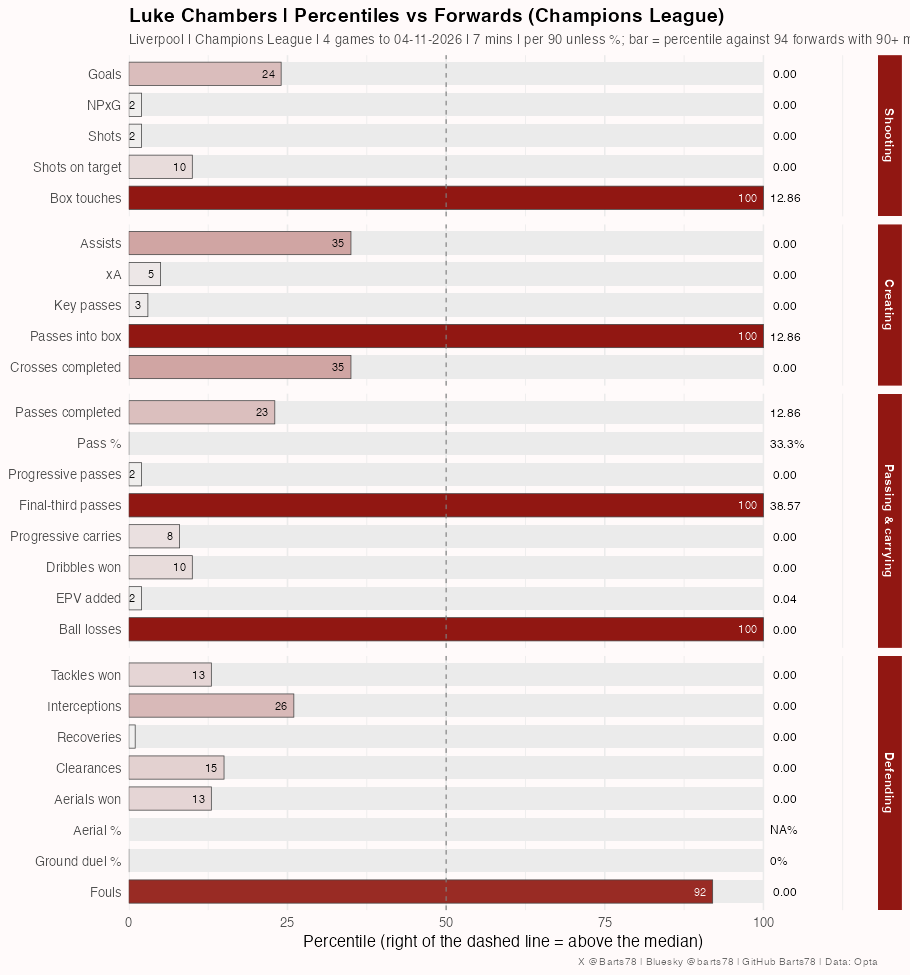 Luke Chambers | Percentiles vs Forwards (Champions League)
Liverpool | Champions League | 4 games to 04-11-2026 | 7 mins | per 90 unless %; bar = percentile against 94 forwards with 90+ m
Goals 24 0.00
NPxG 2 0.00
Shots 2 0.00
Shots on target 10 0.00
Box touches 100 12.86
Shooting
Assists 35 0.00
xA 5 0.00
Key passes 3 0.00
Passes into box 100 12.86
Crosses completed 35 0.00
Creating
Passes completed 23 12.86
Pass % 33.3%
Progressive passes 2 0.00
Final-third passes 100 38.57
Progressive carries 8 0.00
Dribbles won 10 0.00
EPV added 2 0.04
Ball losses 100 0.00
Passing & carrying
Tackles won 13 0.00
Interceptions 26 0.00
Recoveries 0.00
Clearances 15 0.00
Aerials won 13 0.00
Aerial % NA%
Ground duel % 0%
Fouls 92 0.00
Defending
0 25 50 75 100
Percentile (right of the dashed line = above the median)
X @Barts78 | Bluesky @barts78 | GitHub Barts78 | Data: Opta